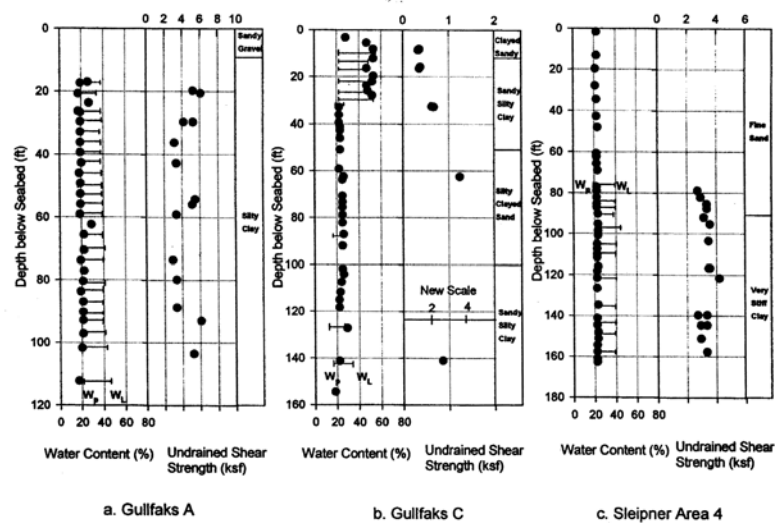 0 20 40 60 80 0 2 4 6 8 10
Depth below Seabed (ft)
0
20
40
60
80
100
120
Sandy
Gravel
Silty
Clay
Wp WL
0 20 40 60 80
Water Content (%)
Undrained Shear
Strength (ksf)
a. Gullfaks A
0 1 2
Depth below Seabed (ft)
0
20
40
60
80
100
120
140
160
Clayed
Sandy
Sandy
Silty
Clay
Silty
Clayed
Sand
New Scale
2 4
Sandy
Silty
Clay
Wp WL
0 20 40 60 80
Water Content (%)
Undrained Shear
Strength (ksf)
b. Gullfaks C
0 2 4 6
Depth below Seabed (ft)
0
20
40
60
80
100
120
140
160
180
Fine
Sand
Wp WL
Very
Stiff
Clay
0 20 40 60 80
Water Content (%)
Undrained Shear
Strength (ksf)
c. Sleipner Area 4